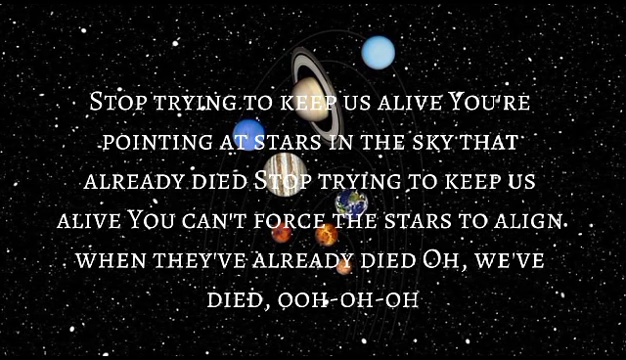 Stop trying to keep us alive You're
pointing at stars in the sky that
already died Stop trying to keep us
alive You can't force the stars to align
when they've already died Oh, we've
died, ooh-oh-oh